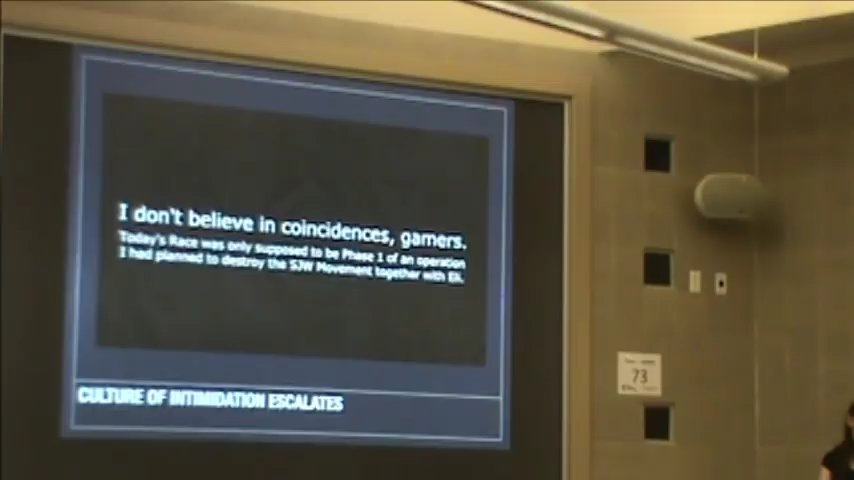 I don't believe in coincidences, gamers.
Today's Race was only supposed to be Phase 1 of an operation
I had planned to destroy the SJW Movement together with Eli.
CULTURE OF INTIMIDATION ESCALATES
73